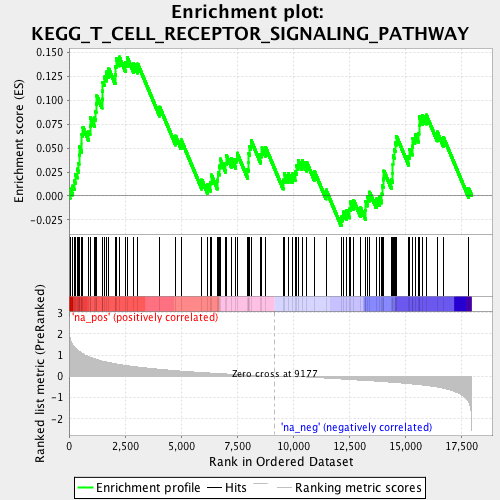 Enrichment plot:
KEGG_T_CELL_RECEPTOR_SIGNALING_PATHWAY
Enrichment score (ES)
0.150
0.125
0.100
0.075
0.050
0.025
0.000
-0.025
'na_pos' (positively correlated)
Ranked list metric (PreRanked)
3
2
1
0
-1
-2
Zero cross at 9177
'na_neg' (negatively correlated)
0
2,500
5,000
7,500
10,000
12,500
15,000
17,500
Rank in Ordered Dataset
Enrichment profile
Hits
Ranking metric scores